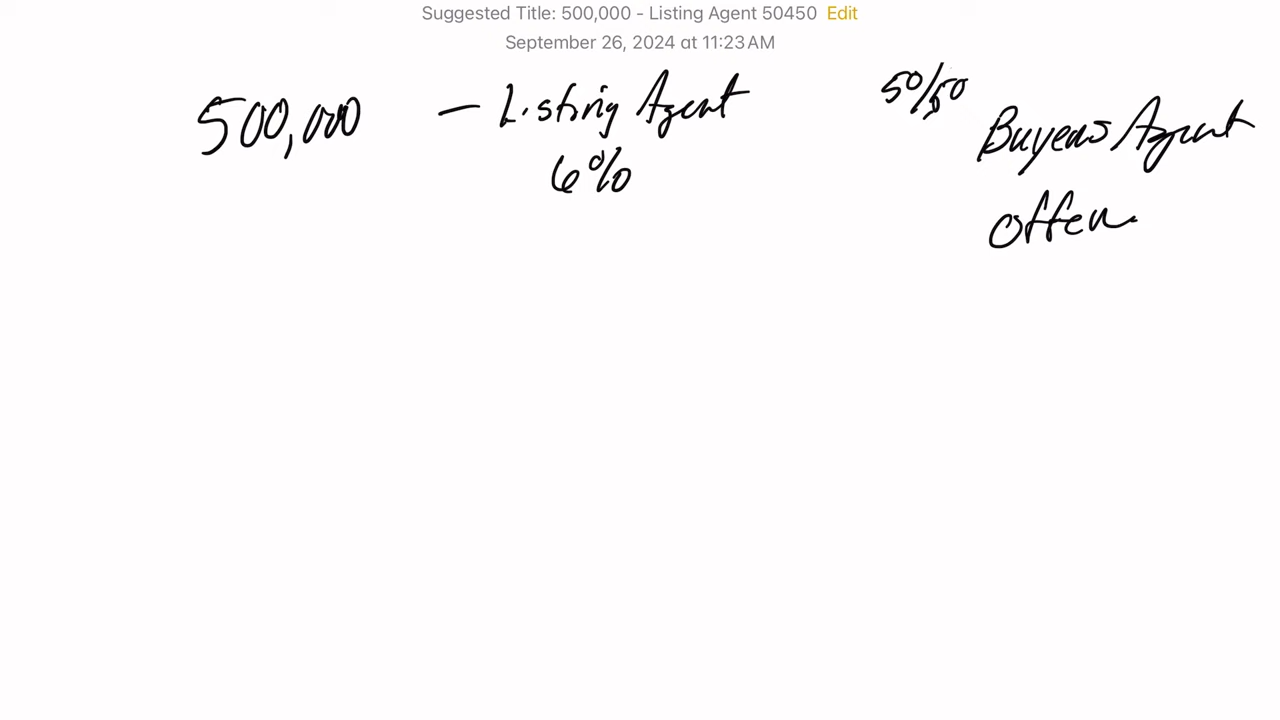 Suggested Title: 500,000 - Listing Agent 50450 Edit
September 26, 2024 at 11:23 AM
500,000 — Listing Agent 50/50
6%
Buyers Agent
offer